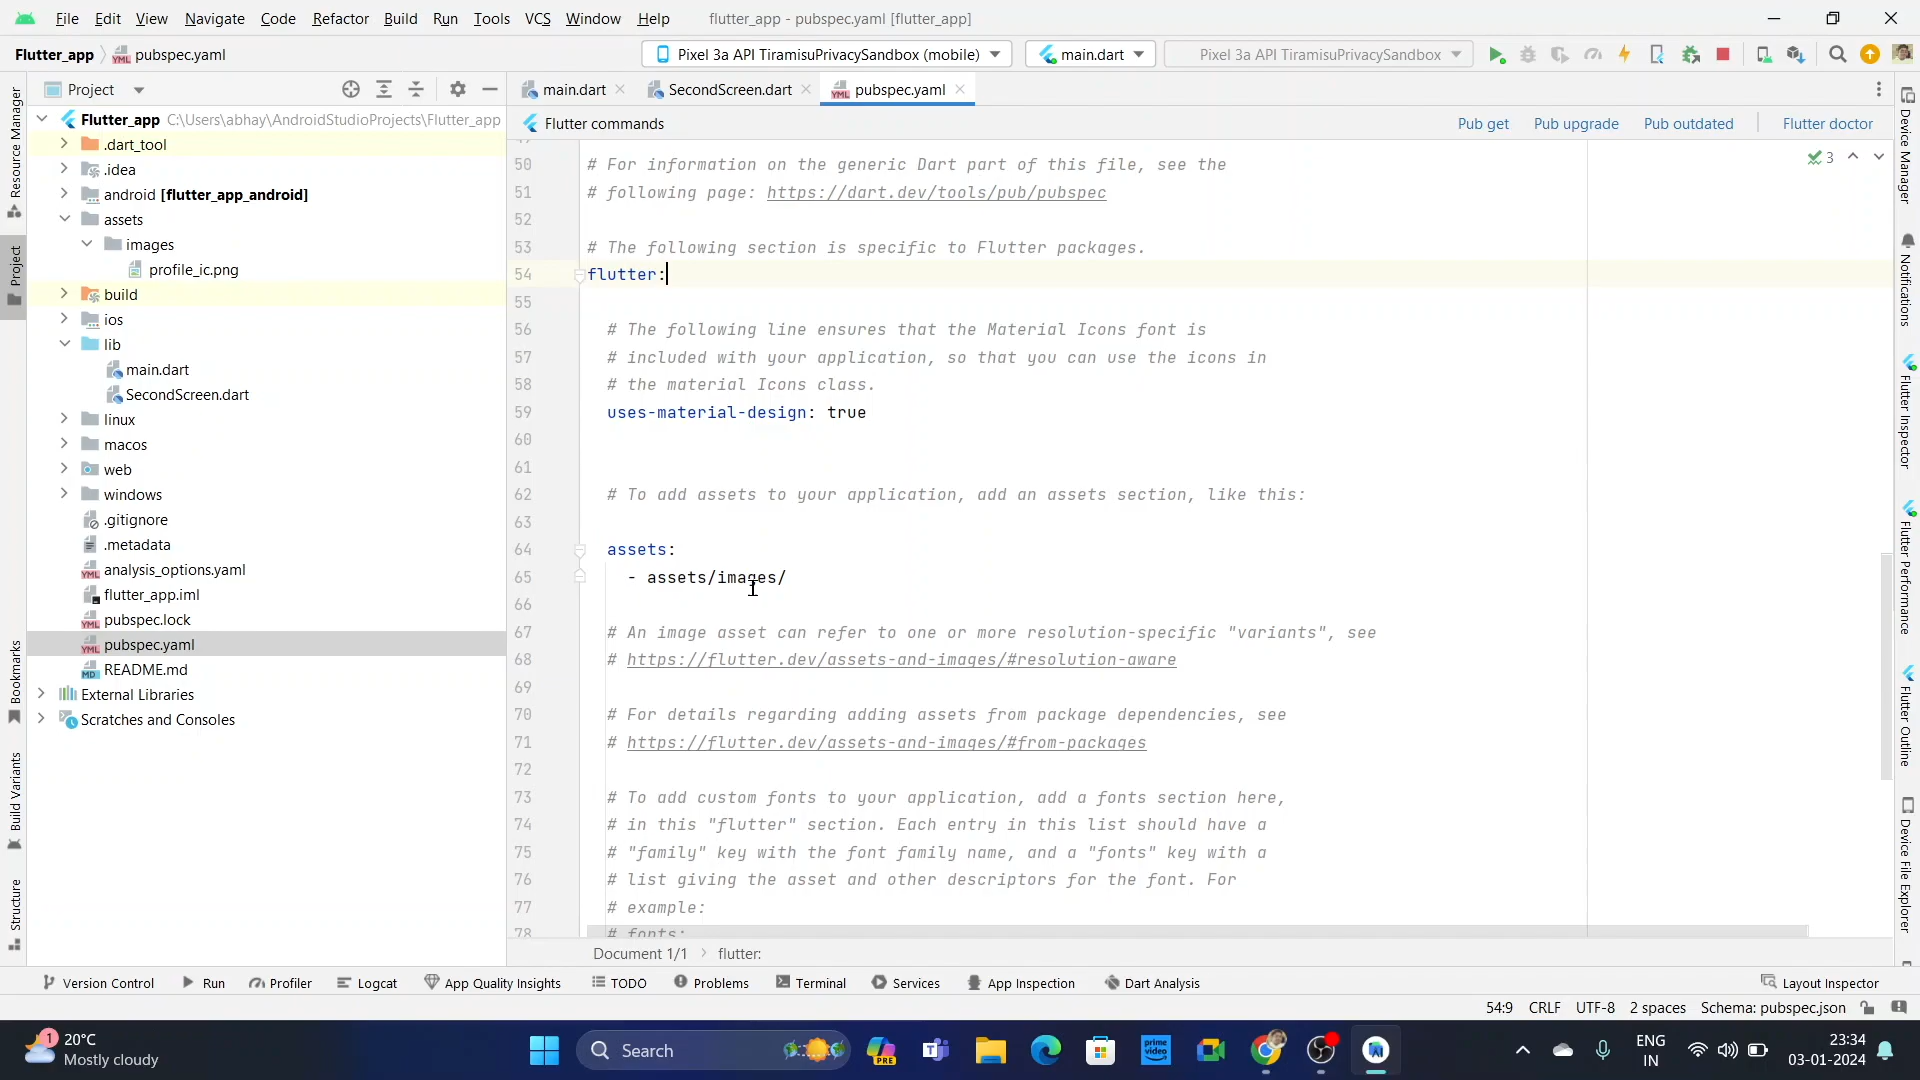 File Edit View Navigate Code Refactor Build Run Tools VCS Window Help flutter_app - pubspec.yaml [flutter_app]
Flutter_app pubspec.yaml Pixel 3a API TiramisuPrivacySandbox (mobile) main.dart Pixel 3a API TiramisuPrivacySandbox
Project main.dart SecondScreen.dart pubspec.yaml
Flutter commands Pub get Pub upgrade Pub outdated Flutter doctor
Flutter_app C:\Users\abhay\AndroidStudioProjects\Flutter_app
.dart_tool
.idea
android [flutter_app_android]
assets
images
profile_ic.png
build
ios
lib
main.dart
SecondScreen.dart
linux
macos
web
windows
.gitignore
.metadata
analysis_options.yaml
flutter_app.iml
pubspec.lock
pubspec.yaml
README.md
External Libraries
Scratches and Consoles
Resource Manager
Project
Bookmarks
Build Variants
Structure
3
50 # For information on the generic Dart part of this file, see the
51 # following page: https://dart.dev/tools/pub/pubspec
52
53 # The following section is specific to Flutter packages.
54 flutter:
55
56 # The following line ensures that the Material Icons font is
57 # included with your application, so that you can use the icons in
58 # the material Icons class.
59 uses-material-design: true
60
61
62 # To add assets to your application, add an assets section, like this:
63
64 assets:
65 - assets/images/
66
67 # An image asset can refer to one or more resolution-specific "variants", see
68 # https://flutter.dev/assets-and-images/#resolution-aware
69
70 # For details regarding adding assets from package dependencies, see
71 # https://flutter.dev/assets-and-images/#from-packages
72
73 # To add custom fonts to your application, add a fonts section here,
74 # in this "flutter" section. Each entry in this list should have a
75 # "family" key with the font family name, and a "fonts" key with a
76 # list giving the asset and other descriptors for the font. For
77 # example:
78 # fonts:
Document 1/1 flutter:
Device Manager
Notifications
Flutter Inspector
Flutter Performance
Flutter Outline
Device File Explorer
Version Control Run Profiler Logcat App Quality Insights TODO Problems Terminal Services App Inspection Dart Analysis Layout Inspector
54:9 CRLF UTF-8 2 spaces Schema: pubspec.json
1 20°C
Mostly cloudy
Search
PRE
prime video
ENG
IN
23:34
03-01-2024